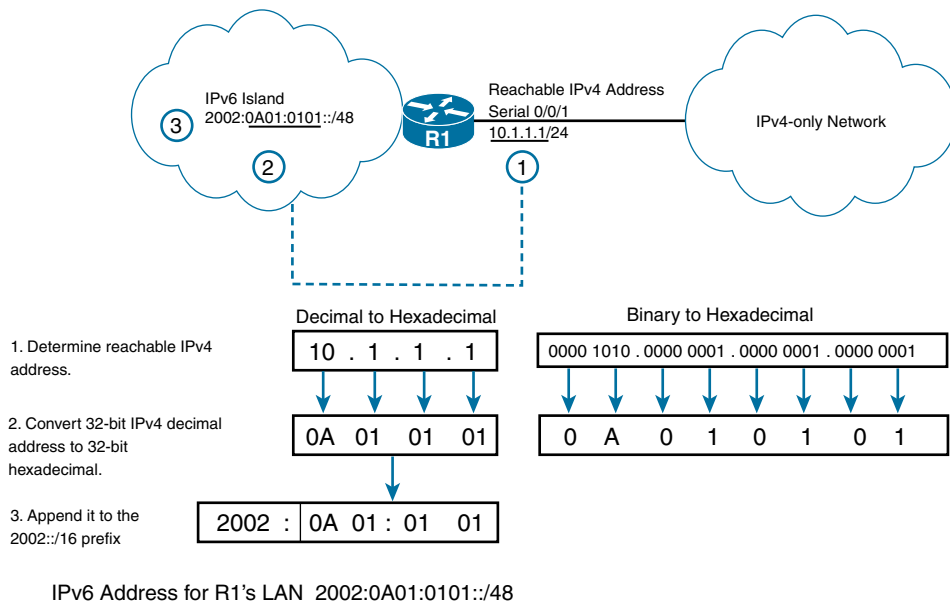 IPv6 Island
2002:0A01:0101::/48
3
2
R1
Reachable IPv4 Address
Serial 0/0/1
10.1.1.1/24
1
IPv4-only Network
Decimal to Hexadecimal
Binary to Hexadecimal
1. Determine reachable IPv4
address.
10 . 1 . 1 . 1
0000 1010 . 0000 0001 . 0000 0001 . 0000 0001
2. Convert 32-bit IPv4 decimal
address to 32-bit
hexadecimal.
0A 01 01 01
0 A 0 1 0 1 0 1
3. Append it to the
2002::/16 prefix
2002 : 0A 01 : 01 01
IPv6 Address for R1's LAN 2002:0A01:0101::/48